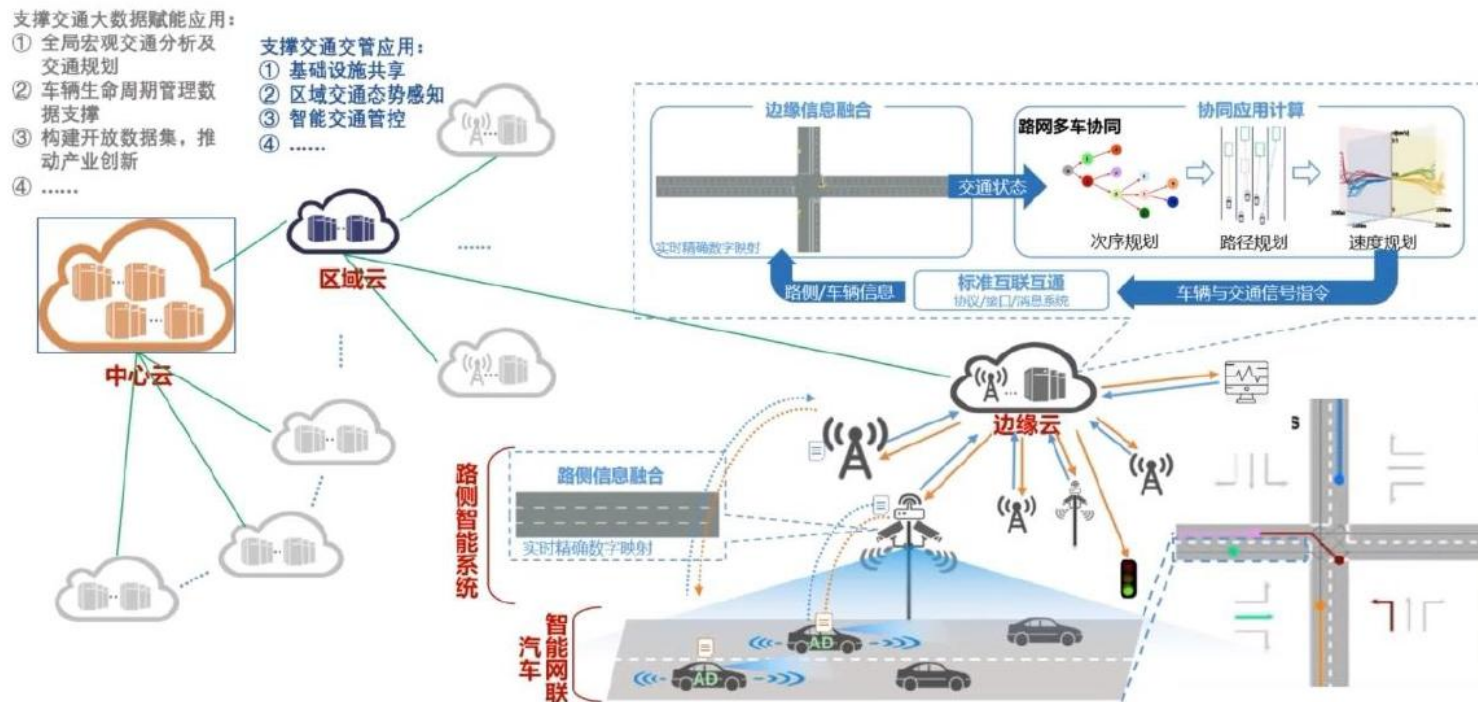 支撑交通大数据赋能应用：
① 全局宏观交通分析及
交通规划
② 车辆生命周期管理数
据支撑
③ 构建开放数据集，推
动产业创新
④ ……
支撑交通交管应用：
① 基础设施共享
② 区域交通态势感知
③ 智能交通管控
④ ……
中心云
区域云
……
边缘信息融合
实时精确数字映射
交通状态
协同应用计算
路网多车协同
次序规划
路径规划
速度规划
路侧/车辆信息
标准互联互通
协议/接口/消息系统
车辆与交通信号指令
边缘云
路侧智能系统
路侧信息融合
实时精确数字映射
智能网联
汽车
AD
AD
s